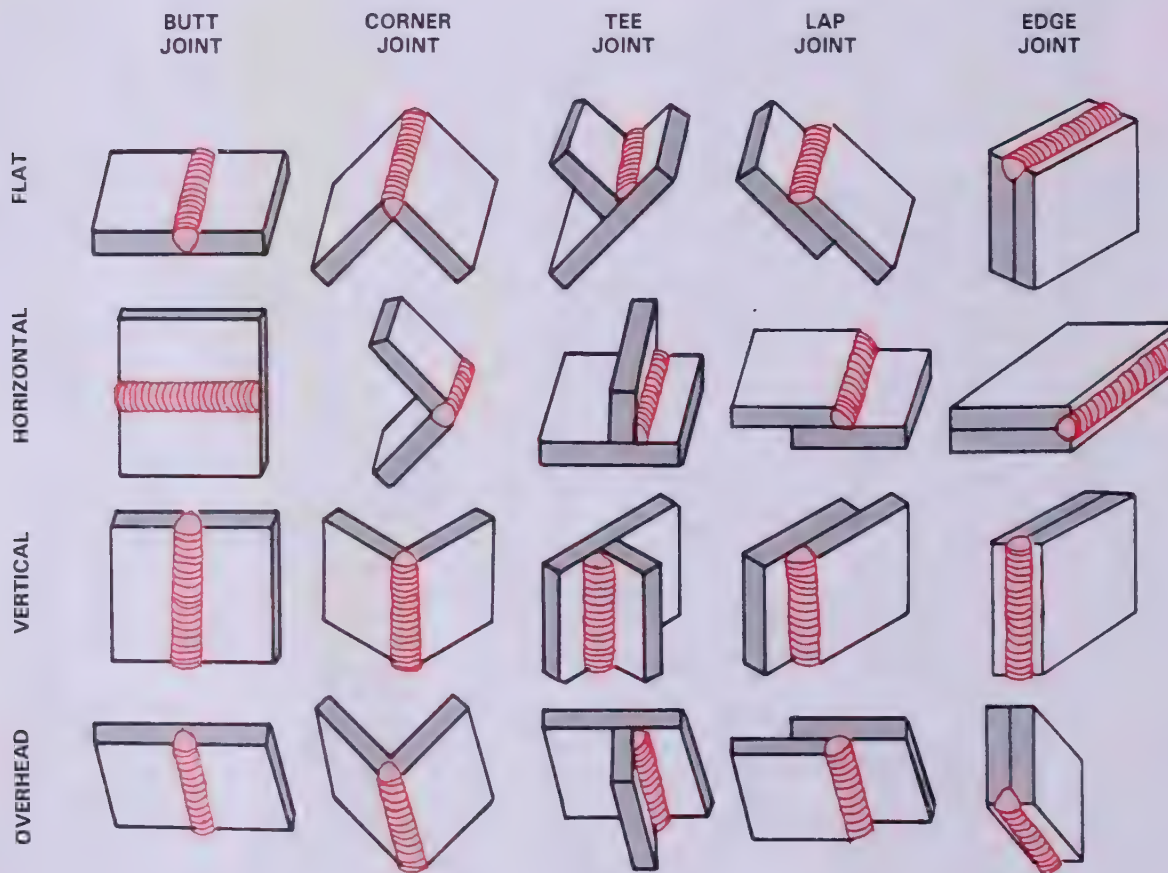 BUTT
JOINT
CORNER
JOINT
TEE
JOINT
LAP
JOINT
EDGE
JOINT
FLAT
HORIZONTAL
VERTICAL
OVERHEAD